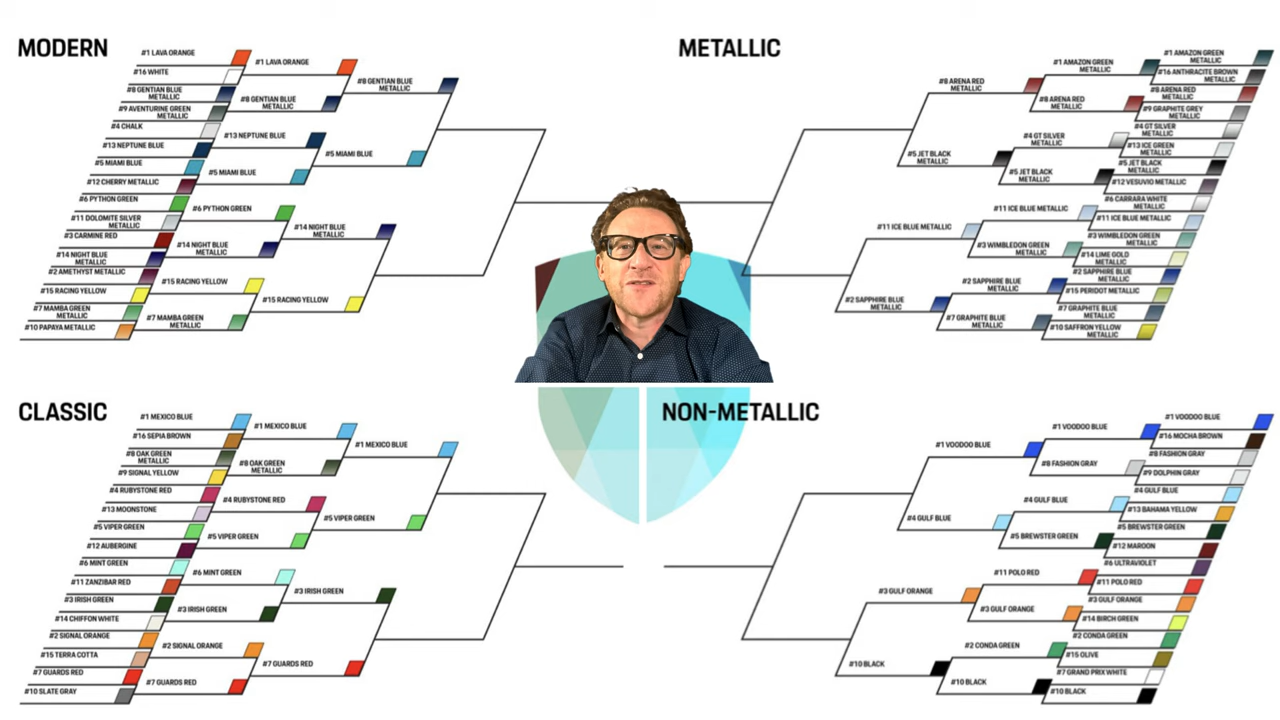 MODERN
#1 LAVA ORANGE
#16 WHITE
#8 GENTIAN BLUE
METALLIC
#9 AVENTURINE GREEN
METALLIC
#4 CHALK
#13 NEPTUNE BLUE
#5 MIAMI BLUE
#12 CHERRY METALLIC
#6 PYTHON GREEN
#11 DOLOMITE SILVER
METALLIC
#3 CARMINE RED
#14 NIGHT BLUE
METALLIC
#2 AMETHYST METALLIC
#15 RACING YELLOW
#7 MAMBA GREEN
METALLIC
#10 PAPAYA METALLIC
#1 LAVA ORANGE
#8 GENTIAN BLUE
METALLIC
#13 NEPTUNE BLUE
#5 MIAMI BLUE
#6 PYTHON GREEN
#14 NIGHT BLUE
METALLIC
#15 RACING YELLOW
#7 MAMBA GREEN
METALLIC
#8 GENTIAN BLUE
METALLIC
#5 MIAMI BLUE
#14 NIGHT BLUE
METALLIC
#15 RACING YELLOW
METALLIC
#8 ARENA RED
METALLIC
#5 JET BLACK
METALLIC
#11 ICE BLUE METALLIC
#2 SAPPHIRE BLUE
METALLIC
#1 AMAZON GREEN
METALLIC
#8 ARENA RED
METALLIC
#4 GT SILVER
METALLIC
#5 JET BLACK
METALLIC
#11 ICE BLUE METALLIC
#3 WIMBLEDON GREEN
METALLIC
#2 SAPPHIRE BLUE
METALLIC
#7 GRAPHITE BLUE
METALLIC
#1 AMAZON GREEN
METALLIC
#16 ANTHRACITE BROWN
METALLIC
#8 ARENA RED
METALLIC
#9 GRAPHITE GREY
METALLIC
#4 GT SILVER
METALLIC
#13 ICE GREEN
METALLIC
#5 JET BLACK
METALLIC
#12 VESUVIO METALLIC
#6 CARRARA WHITE
METALLIC
#11 ICE BLUE METALLIC
#3 WIMBLEDON GREEN
METALLIC
#14 LIME GOLD
METALLIC
#2 SAPPHIRE BLUE
METALLIC
#15 PERIDOT METALLIC
#7 GRAPHITE BLUE
METALLIC
#10 SAFFRON YELLOW
METALLIC
CLASSIC
#1 MEXICO BLUE
#16 SEPIA BROWN
#8 OAK GREEN
METALLIC
#9 SIGNAL YELLOW
#4 RUBYSTONE RED
#13 MOONSTONE
#5 VIPER GREEN
#12 AUBERGINE
#6 MINT GREEN
#11 ZANZIBAR RED
#3 IRISH GREEN
#14 CHIFFON WHITE
#2 SIGNAL ORANGE
#15 TERRA COTTA
#7 GUARDS RED
#10 SLATE GRAY
#1 MEXICO BLUE
#8 OAK GREEN
METALLIC
#4 RUBYSTONE RED
#5 VIPER GREEN
#6 MINT GREEN
#3 IRISH GREEN
#2 SIGNAL ORANGE
#7 GUARDS RED
#1 MEXICO BLUE
#5 VIPER GREEN
#3 IRISH GREEN
#7 GUARDS RED
NON-METALLIC
#1 VOODOO BLUE
#4 GULF BLUE
#3 GULF ORANGE
#10 BLACK
#1 VOODOO BLUE
#8 FASHION GRAY
#4 GULF BLUE
#5 BREWSTER GREEN
#11 POLO RED
#3 GULF ORANGE
#2 CONDA GREEN
#10 BLACK
#1 VOODOO BLUE
#16 MOCHA BROWN
#8 FASHION GRAY
#9 DOLPHIN GRAY
#4 GULF BLUE
#13 BAHAMA YELLOW
#5 BREWSTER GREEN
#12 MAROON
#6 ULTRAVIOLET
#11 POLO RED
#3 GULF ORANGE
#14 BIRCH GREEN
#2 CONDA GREEN
#15 OLIVE
#7 GRAND PRIX WHITE
#10 BLACK